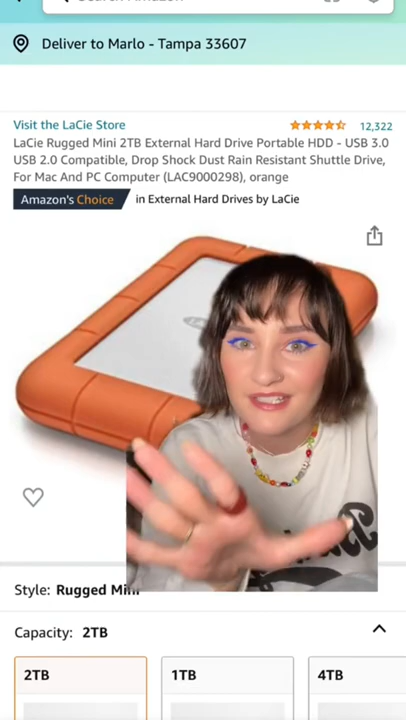 Deliver to Marlo - Tampa 33607
Visit the LaCie Store
12,322
LaCie Rugged Mini 2TB External Hard Drive Portable HDD - USB 3.0
USB 2.0 Compatible, Drop Shock Dust Rain Resistant Shuttle Drive,
For Mac And PC Computer (LAC9000298), orange
Amazon's Choice in External Hard Drives by LaCie
Style: Rugged Mini
Capacity: 2TB
2TB 1TB 4TB